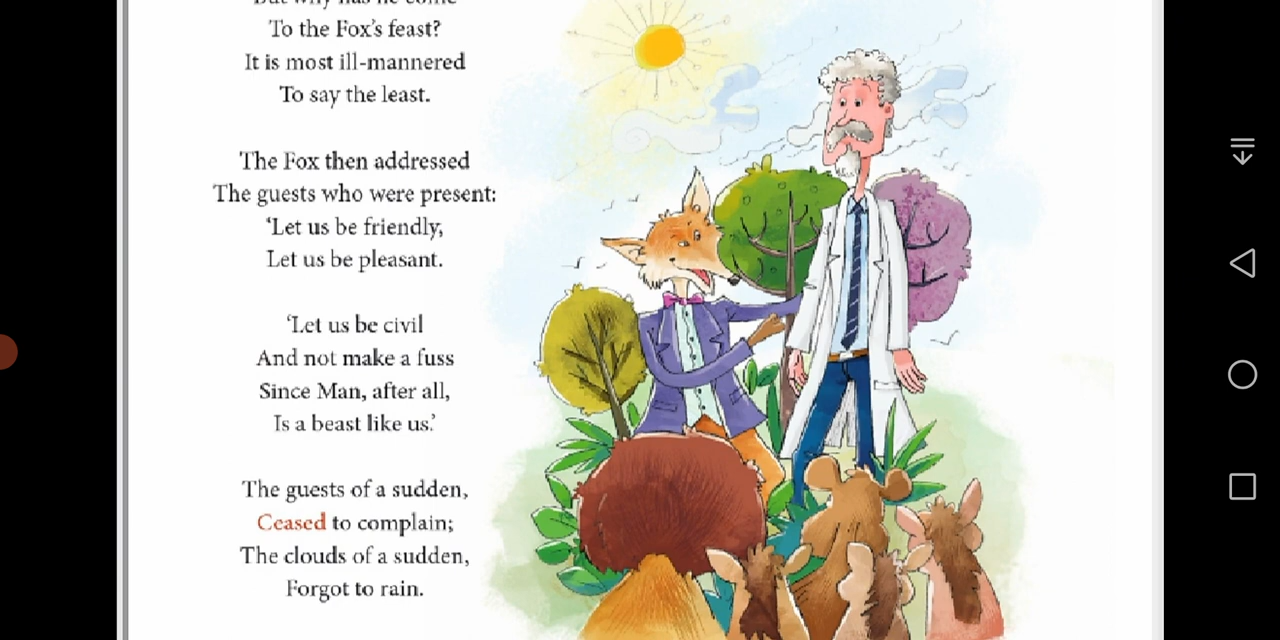 To the Fox's feast?
It is most ill-mannered
To say the least.
The Fox then addressed
The guests who were present:
‘Let us be friendly,
Let us be pleasant.
‘Let us be civil
And not make a fuss
Since Man, after all,
Is a beast like us.’
The guests of a sudden,
Ceased to complain;
The clouds of a sudden,
Forgot to rain.